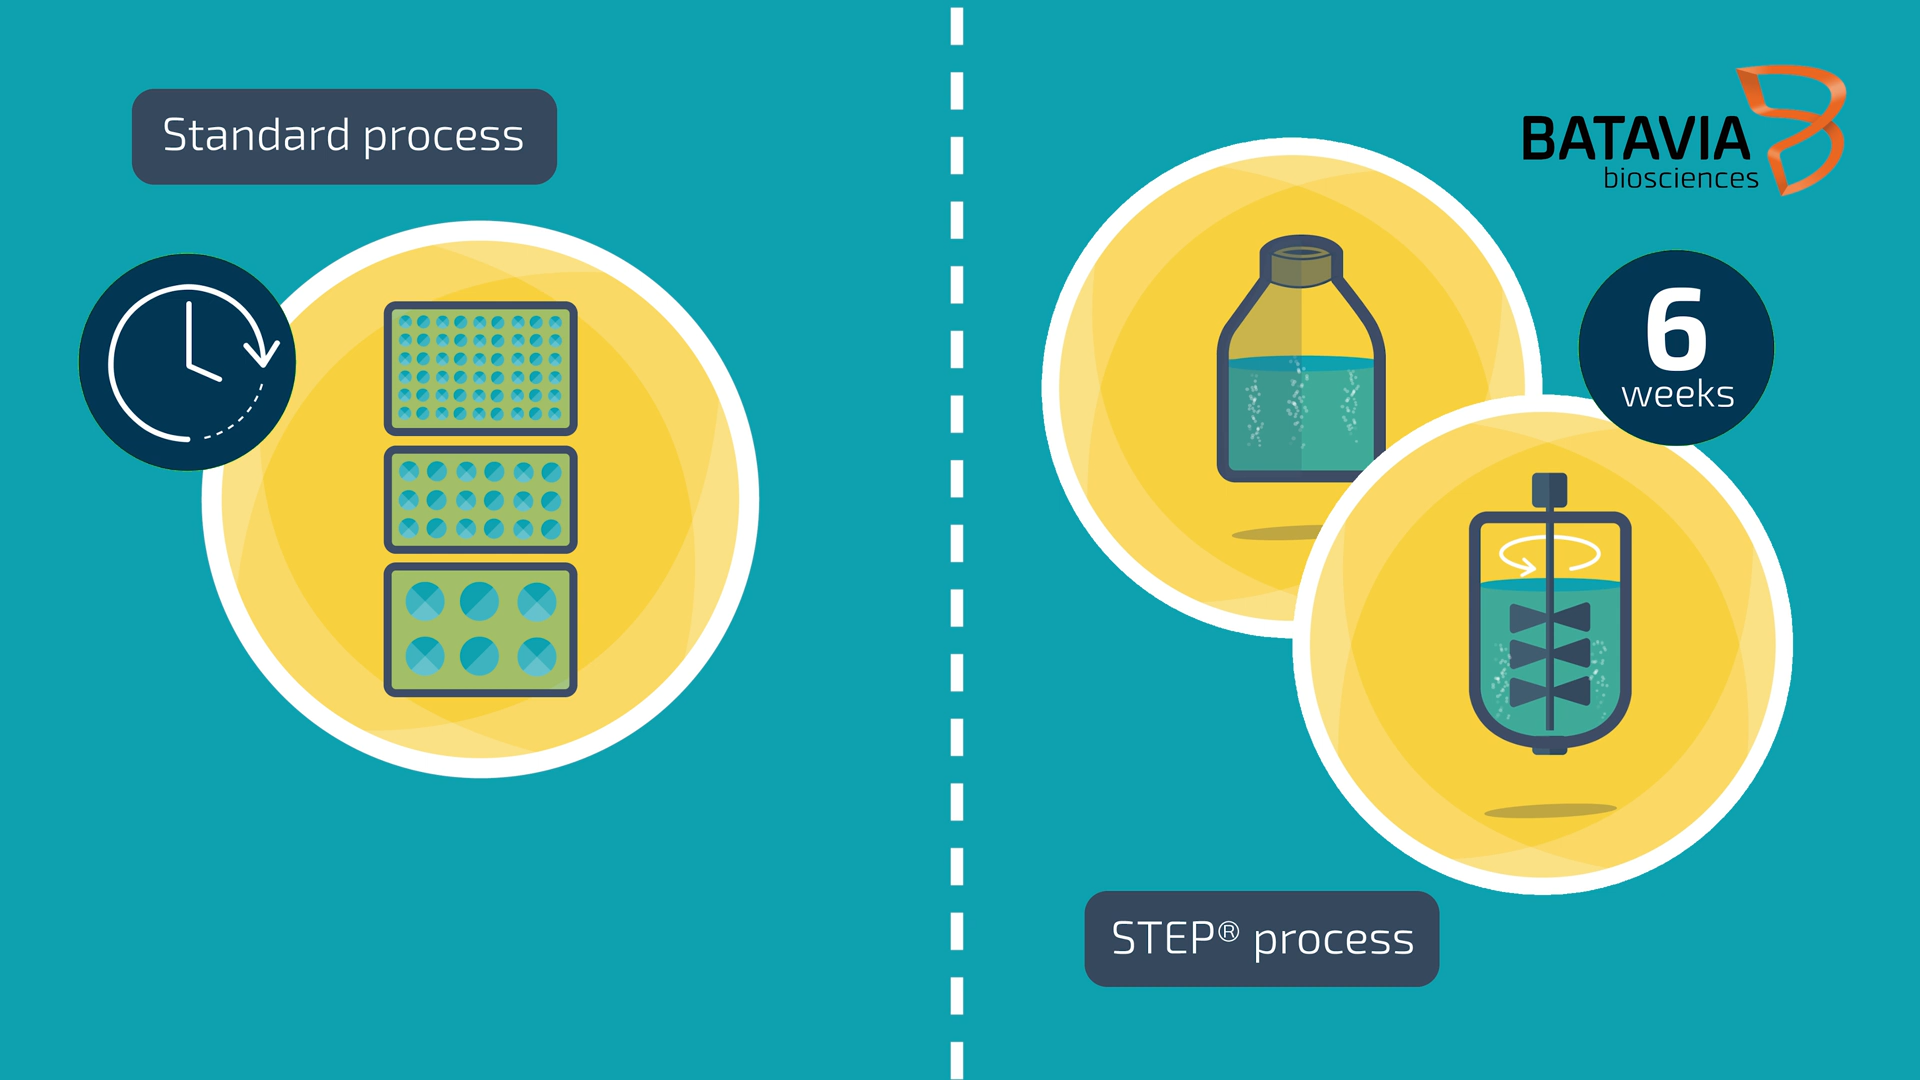 Standard process
BATAVIA
biosciences
6
weeks
STEP® process